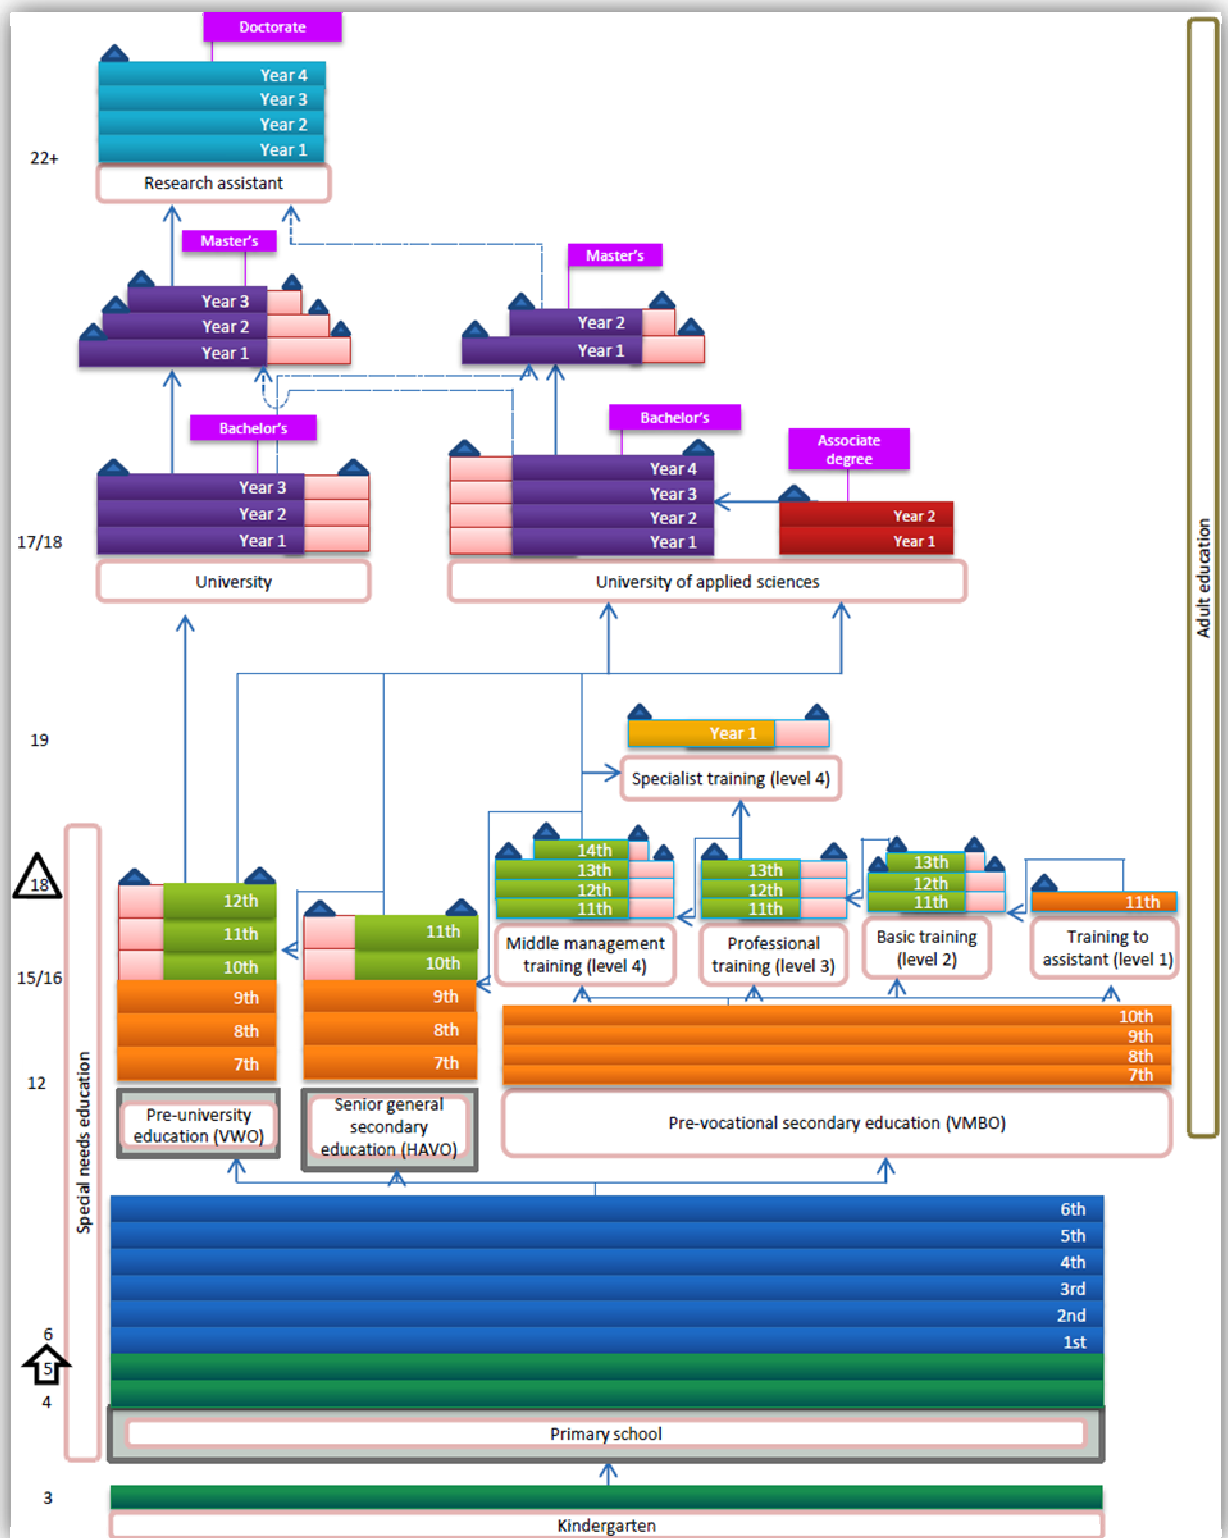 Doctorate
Year 4
Year 3
Year 2
Year 1
22+
Research assistant
Master's
Master's
Year 3
Year 2
Year 1
Year 2
Year 1
Bachelor's
Bachelor's
Associate
degree
Year 3
Year 2
Year 1
Year 4
Year 3
Year 2
Year 1
Year 2
Year 1
17/18
University
University of applied sciences
Adult education
19
Year 1
Specialist training (level 4)
18
12th
11th
10th
9th
8th
7th
11th
10th
9th
8th
7th
14th
13th
12th
11th
13th
12th
11th
13th
12th
11th
11th
Middle management
training (level 4)
Professional
training (level 3)
Basic training
(level 2)
Training to
assistant (level 1)
15/16
10th
9th
8th
7th
12
Pre-university
education (VWO)
Senior general
secondary
education (HAVO)
Pre-vocational secondary education (VMBO)
Special needs education
6th
5th
4th
3rd
2nd
1st
6
5
4
Primary school
3
Kindergarten